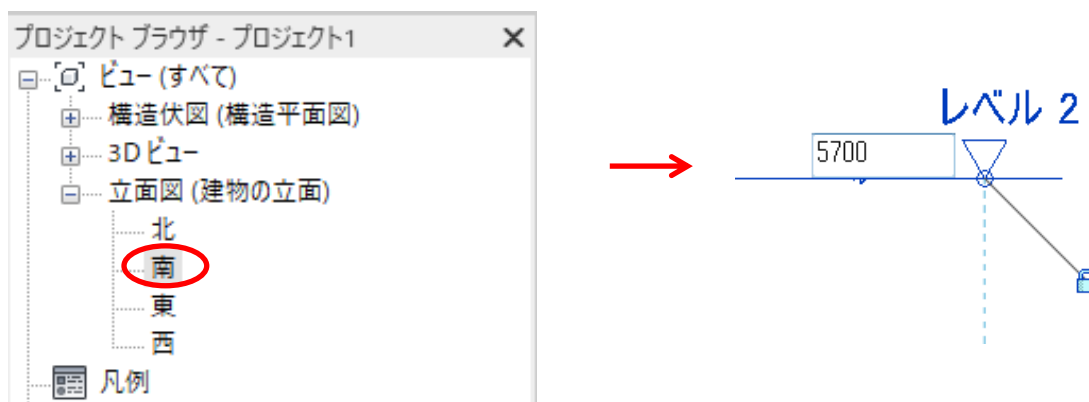 プロジェクト ブラウザ - プロジェクト1
ビュー (すべて)
構造伏図 (構造平面図)
3Dビュー
立面図 (建物の立面)
北
南
東
西
凡例
レベル 2
5700